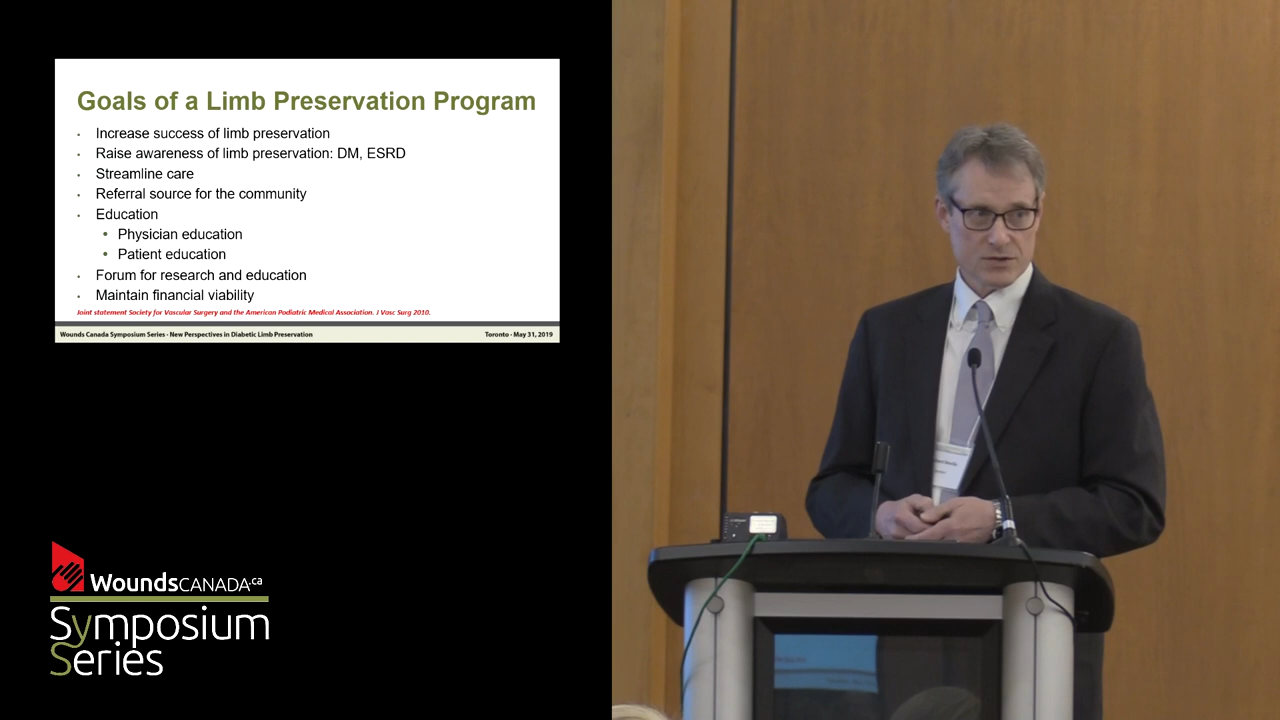 Goals of a Limb Preservation Program
• Increase success of limb preservation
• Raise awareness of limb preservation: DM, ESRD
• Streamline care
• Referral source for the community
• Education
• Physician education
• Patient education
• Forum for research and education
• Maintain financial viability
Joint statement Society for Vascular Surgery and the American Podiatric Medical Association. J Vasc Surg 2010.
Wounds Canada Symposium Series - New Perspectives in Diabetic Limb Preservation
Toronto - May 31, 2019
WoundsCANADA.ca
Symposium
Series